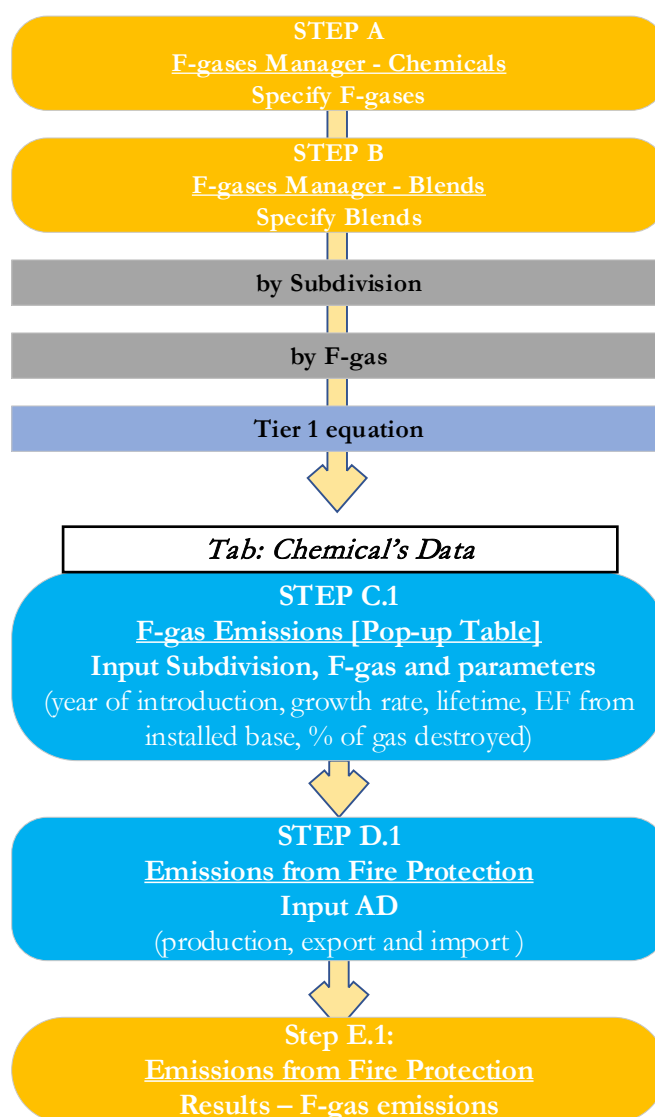 STEP A
F-gases Manager - Chemicals
Specify F-gases
STEP B
F-gases Manager - Blends
Specify Blends
by Subdivision
by F-gas
Tier 1 equation
Tab: Chemical's Data
STEP C.1
F-gas Emissions [Pop-up Table]
Input Subdivision, F-gas and parameters
(year of introduction, growth rate, lifetime, EF from
installed base, % of gas destroyed)
STEP D.1
Emissions from Fire Protection
Input AD
(production, export and import )
Step E.1:
Emissions from Fire Protection
Results – F-gas emissions